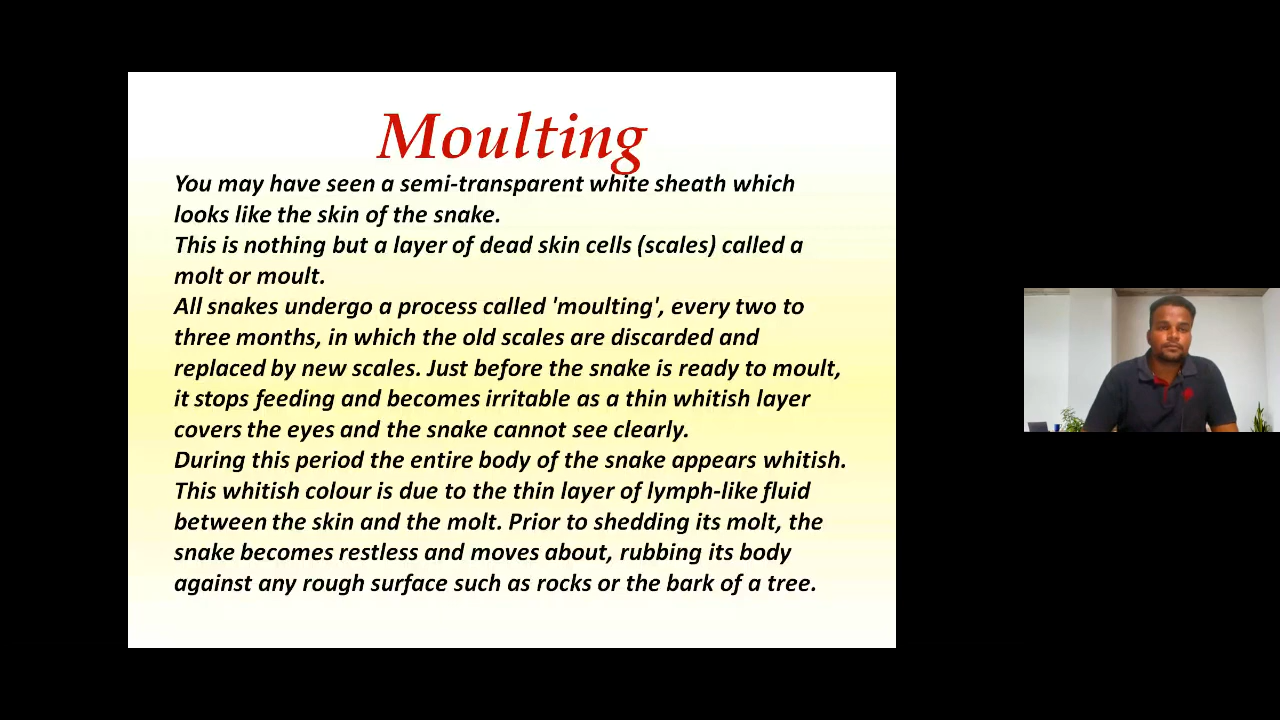 Moulting
You may have seen a semi-transparent white sheath which
looks like the skin of the snake.
This is nothing but a layer of dead skin cells (scales) called a
molt or moult.
All snakes undergo a process called 'moulting', every two to
three months, in which the old scales are discarded and
replaced by new scales. Just before the snake is ready to moult,
it stops feeding and becomes irritable as a thin whitish layer
covers the eyes and the snake cannot see clearly.
During this period the entire body of the snake appears whitish.
This whitish colour is due to the thin layer of lymph-like fluid
between the skin and the molt. Prior to shedding its molt, the
snake becomes restless and moves about, rubbing its body
against any rough surface such as rocks or the bark of a tree.